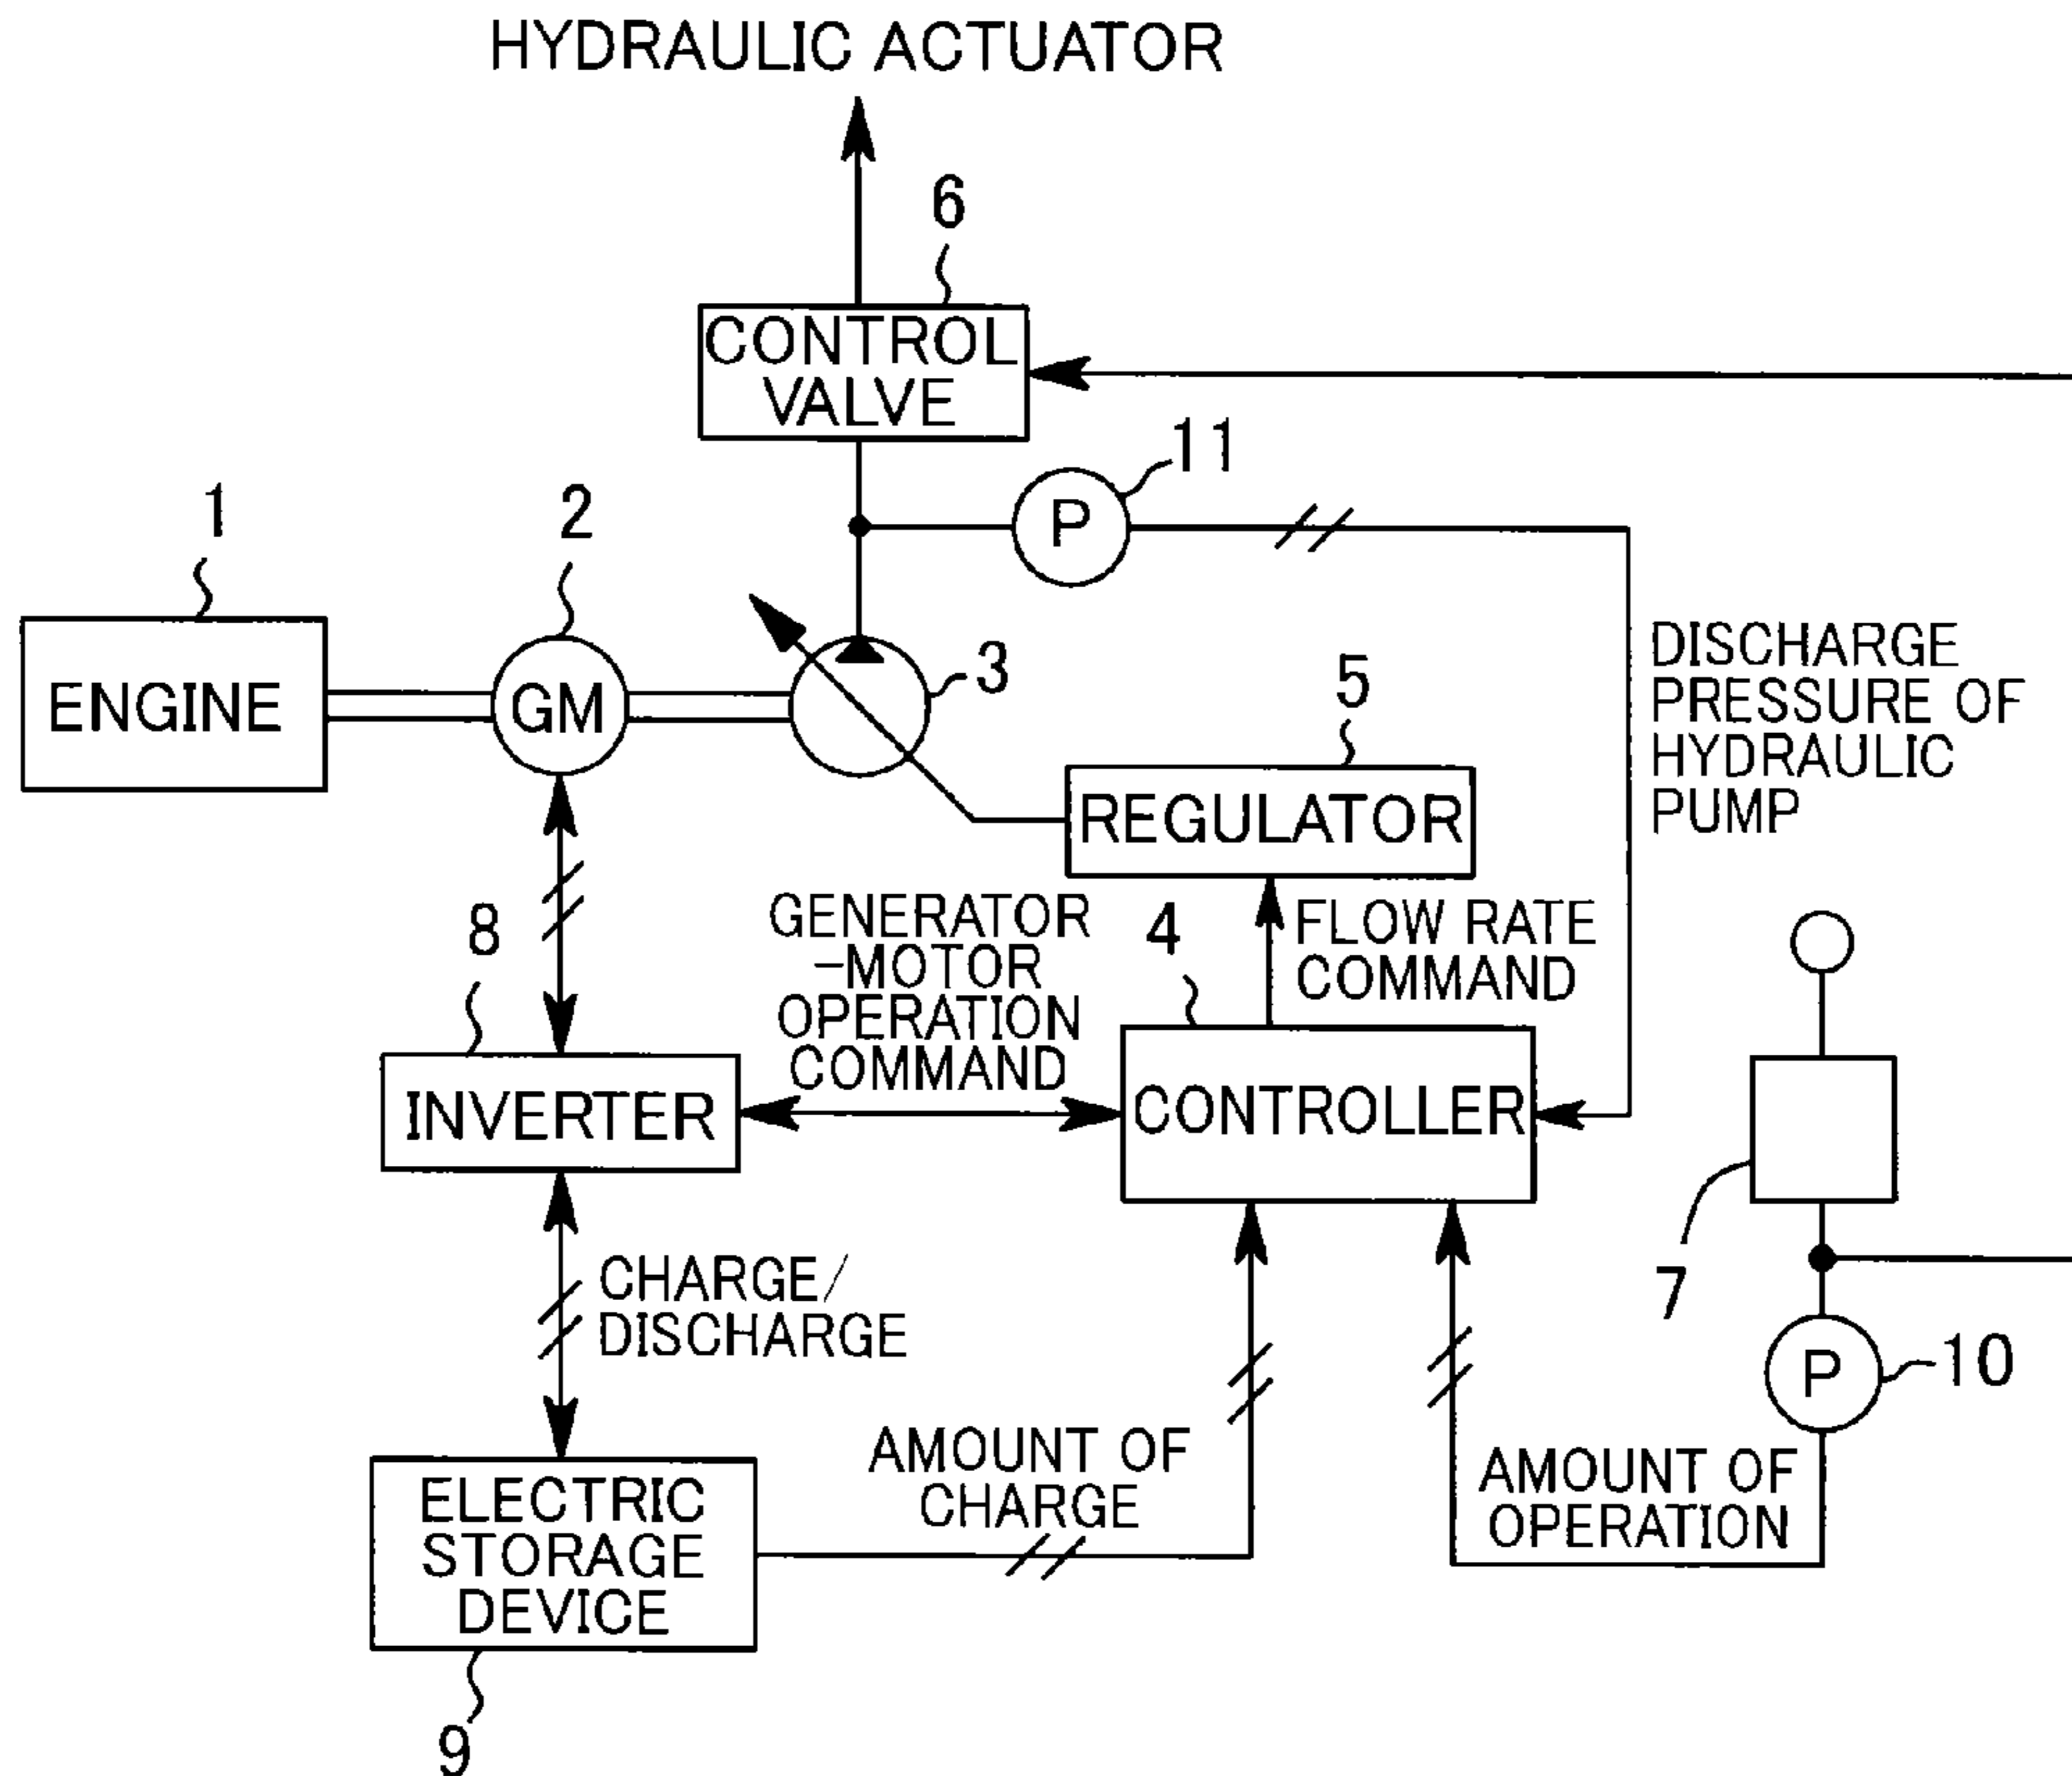 HYDRAULIC ACTUATOR
6
CONTROL
VALVE
11
P
1
2
ENGINE
GM
3
5
REGULATOR
DISCHARGE
PRESSURE OF
HYDRAULIC
PUMP
8
GENERATOR
-MOTOR
OPERATION
COMMAND
4
FLOW RATE
COMMAND
INVERTER
CONTROLLER
7
CHARGE/
DISCHARGE
P
10
AMOUNT OF
CHARGE
AMOUNT OF
OPERATION
ELECTRIC
STORAGE
DEVICE
9